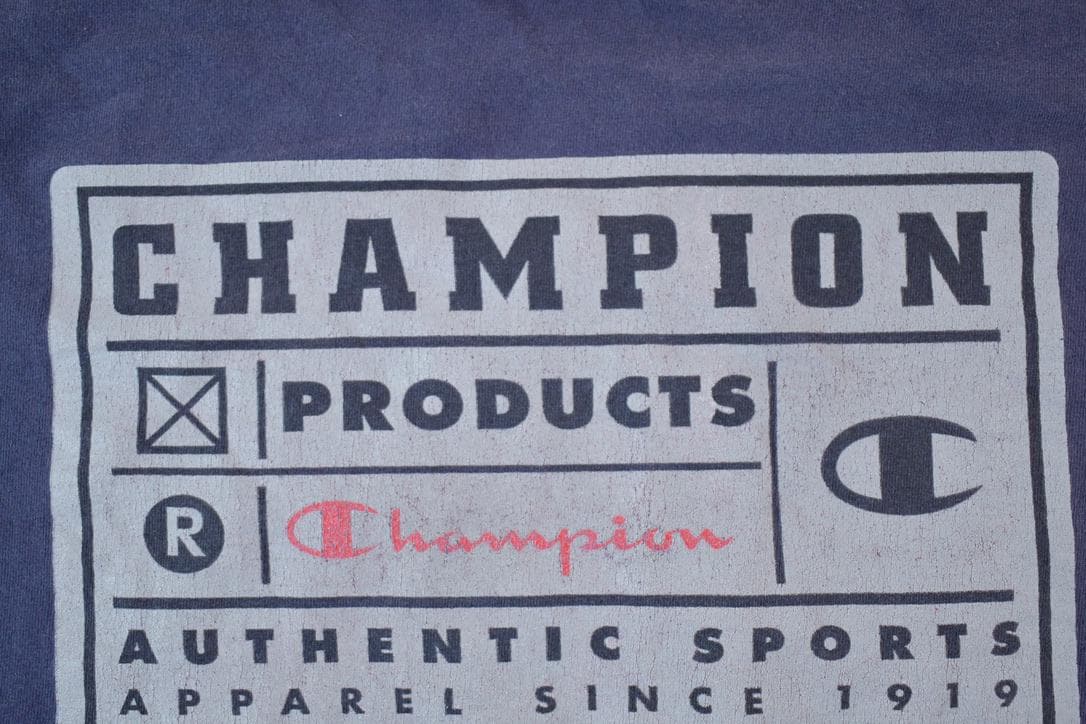 CHAMPION
PRODUCTS
® Champion
AUTHENTIC SPORTS
APPAREL SINCE 1919